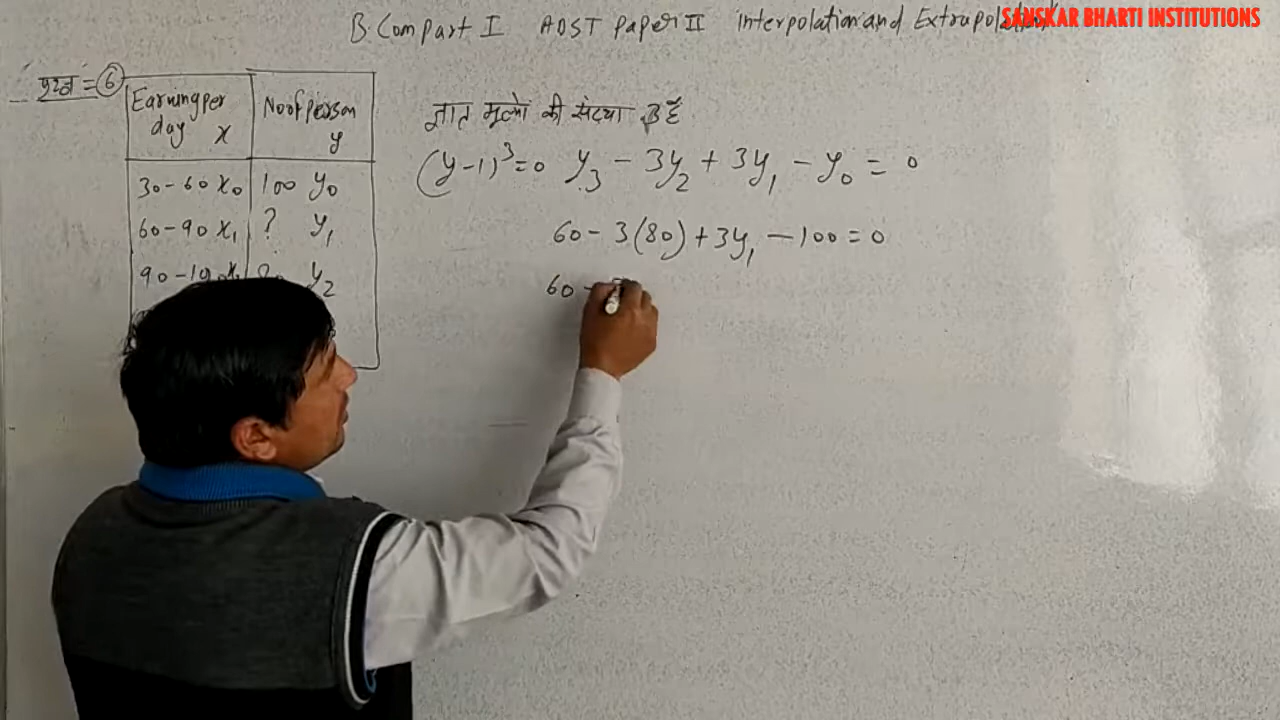 SANSKAR BHARTI INSTITUTIONS
B.Com part I ADST paper II Interpolation and
प्रश्न = ⑥
Earning per day x No of person y
30-60 x₀ 100 y₀
60-90 x₁ ? y₁
90- y₂
ज्ञात मूल्यो की संख्या 3 है
(y-1)³=0 y₃ - 3y₂ + 3y₁ - y₀ = 0
60 - 3(80) + 3y₁ - 100 = 0
60 -